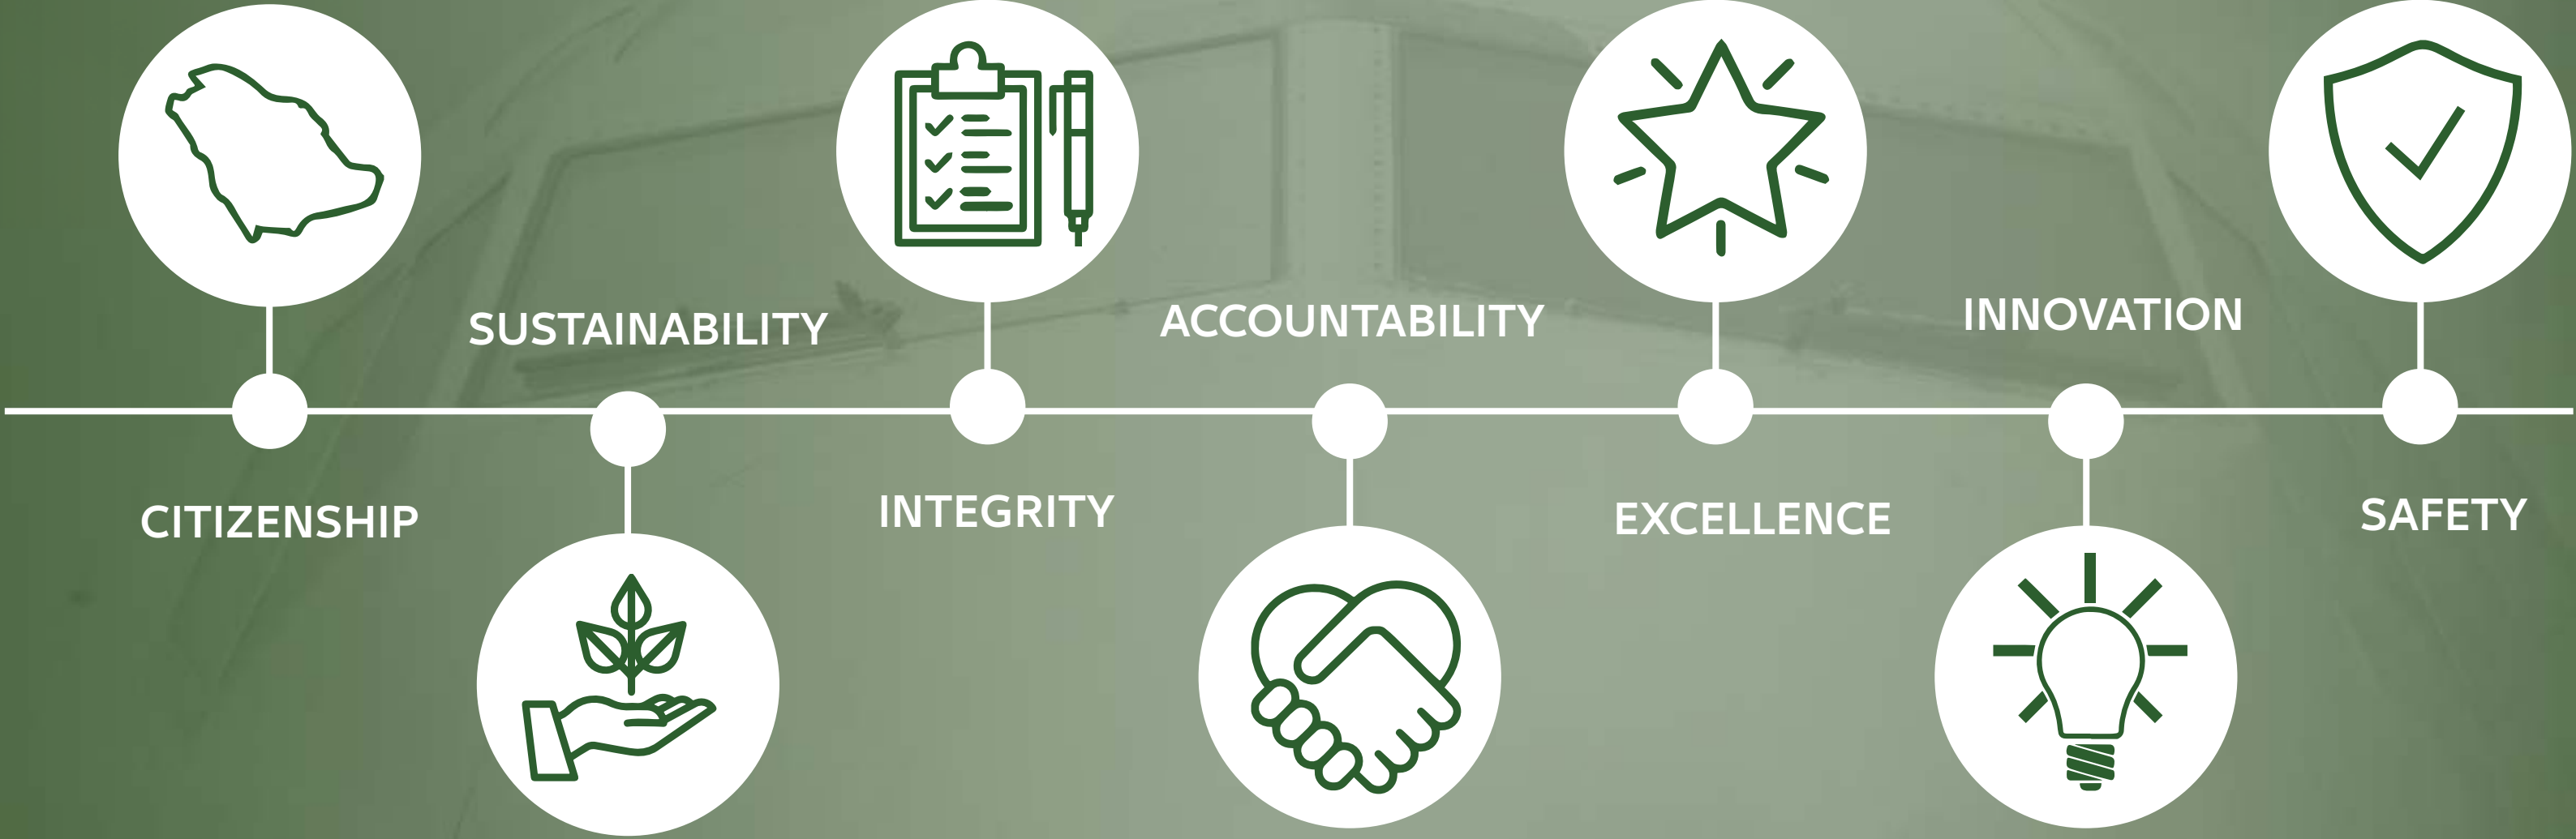 CITIZENSHIP
SUSTAINABILITY
INTEGRITY
ACCOUNTABILITY
EXCELLENCE
INNOVATION
SAFETY